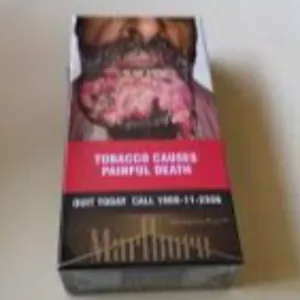 TOBACCO CAUSES
PAINFUL DEATH
QUIT TODAY CALL 1800-11-2356
Marlboro